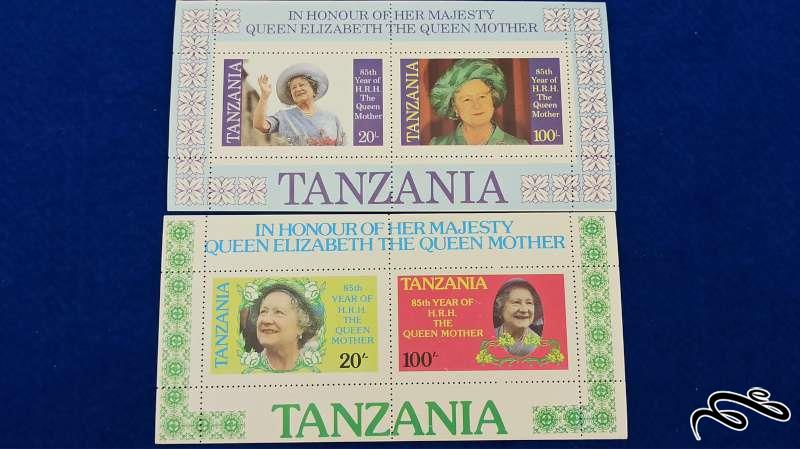 IN HONOUR OF HER MAJESTY
QUEEN ELIZABETH THE QUEEN MOTHER
TANZANIA
85th
Year of
H.R.H.
The
Queen
Mother
20/-
TANZANIA
85th
Year of
H.R.H.
The
Queen
Mother
100/-
TANZANIA
IN HONOUR OF HER MAJESTY
QUEEN ELIZABETH THE QUEEN MOTHER
TANZANIA
85th
YEAR OF
H.R.H.
THE
QUEEN
MOTHER
20/-
TANZANIA
85th YEAR OF
H.R.H.
THE
QUEEN MOTHER
100/-
TANZANIA